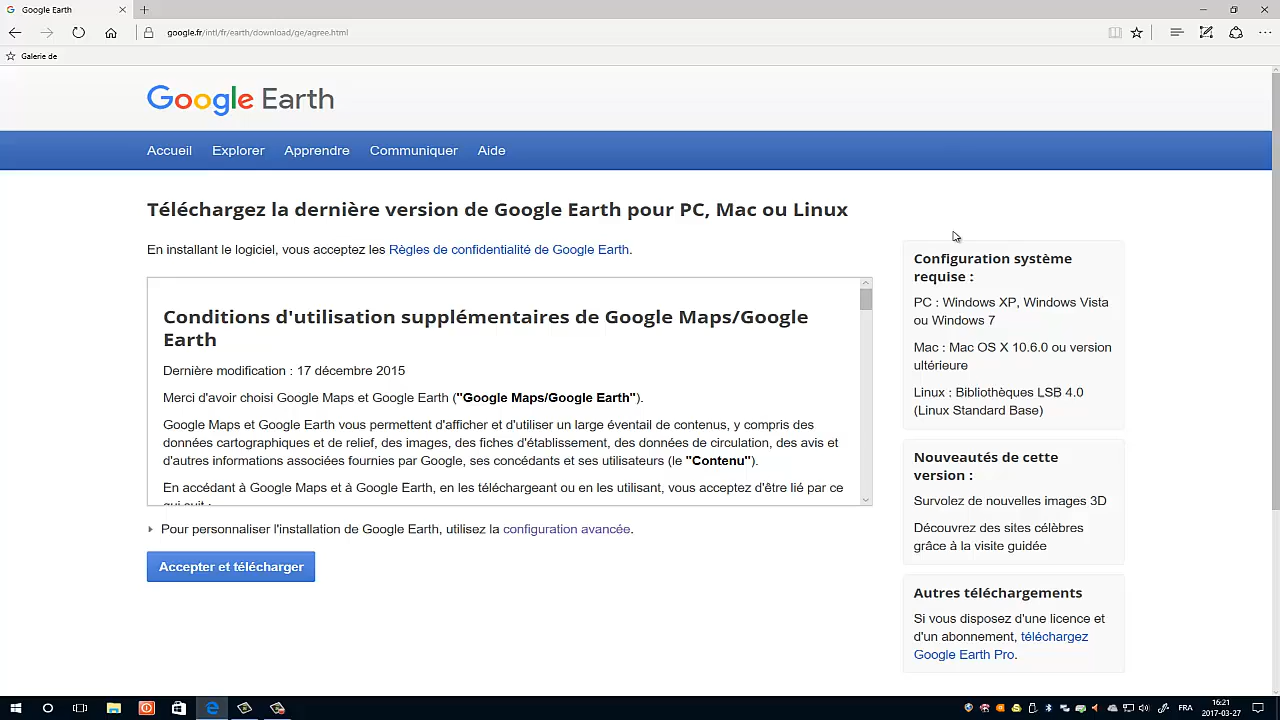 Google Earth
google.fr/intl/fr/earth/download/ge/agree.html
Galerie de
Google Earth
Accueil Explorer Apprendre Communiquer Aide
Téléchargez la dernière version de Google Earth pour PC, Mac ou Linux
En installant le logiciel, vous acceptez les Règles de confidentialité de Google Earth.
Conditions d'utilisation supplémentaires de Google Maps/Google
Earth
Dernière modification : 17 décembre 2015
Merci d'avoir choisi Google Maps et Google Earth ("Google Maps/Google Earth").
Google Maps et Google Earth vous permettent d'afficher et d'utiliser un large éventail de contenus, y compris des
données cartographiques et de relief, des images, des fiches d'établissement, des données de circulation, des avis et
d'autres informations associées fournies par Google, ses concédants et ses utilisateurs (le "Contenu").
En accédant à Google Maps et à Google Earth, en les téléchargeant ou en les utilisant, vous acceptez d'être lié par ce
qui suit :
Pour personnaliser l'installation de Google Earth, utilisez la configuration avancée.
Accepter et télécharger
Configuration système
requise :
PC : Windows XP, Windows Vista
ou Windows 7
Mac : Mac OS X 10.6.0 ou version
ultérieure
Linux : Bibliothèques LSB 4.0
(Linux Standard Base)
Nouveautés de cette
version :
Survolez de nouvelles images 3D
Découvrez des sites célèbres
grâce à la visite guidée
Autres téléchargements
Si vous disposez d'une licence et
d'un abonnement, téléchargez
Google Earth Pro.
FRA
16:21
2017-03-27